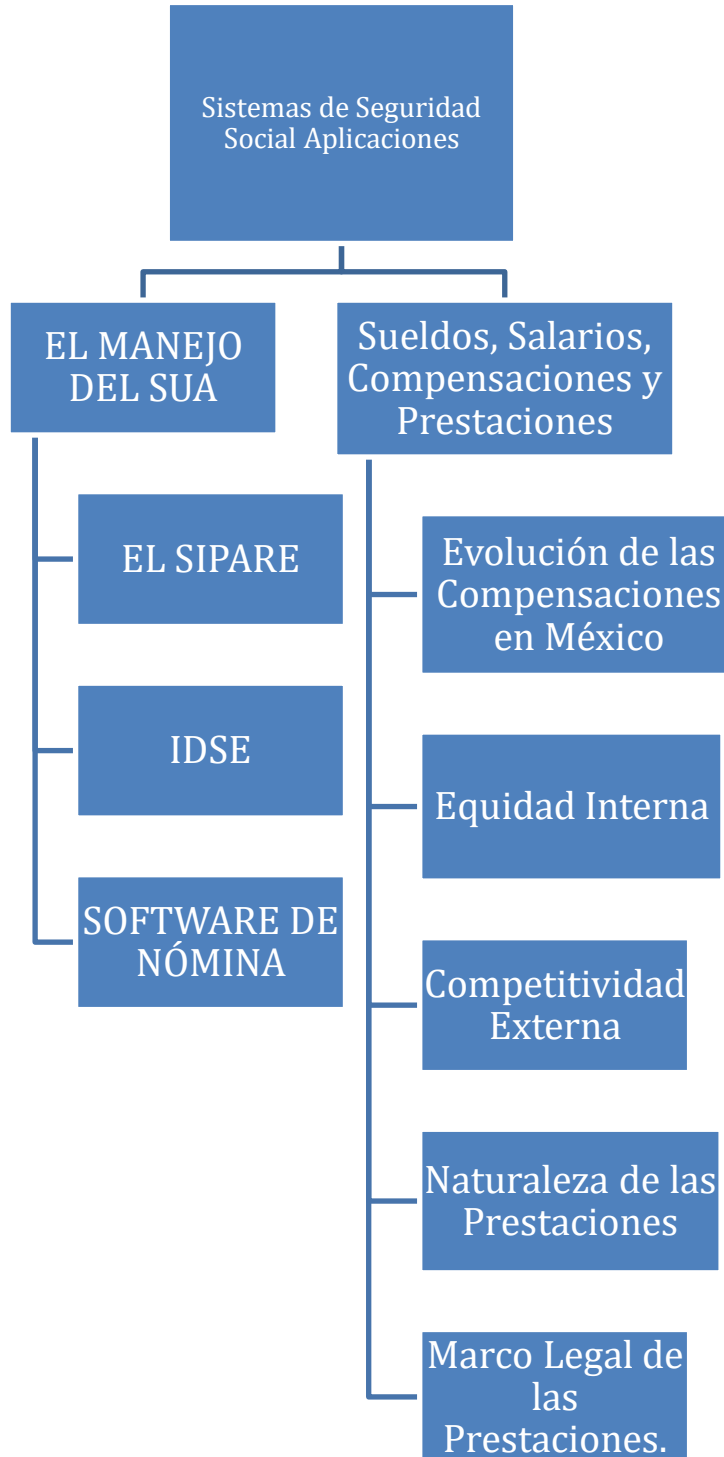 Sistemas de Seguridad
Social Aplicaciones
EL MANEJO
DEL SUA
EL SIPARE
IDSE
SOFTWARE DE
NÓMINA
Sueldos, Salarios,
Compensaciones y
Prestaciones
Evolución de las
Compensaciones
en México
Equidad Interna
Competitividad
Externa
Naturaleza de las
Prestaciones
Marco Legal de
las
Prestaciones.